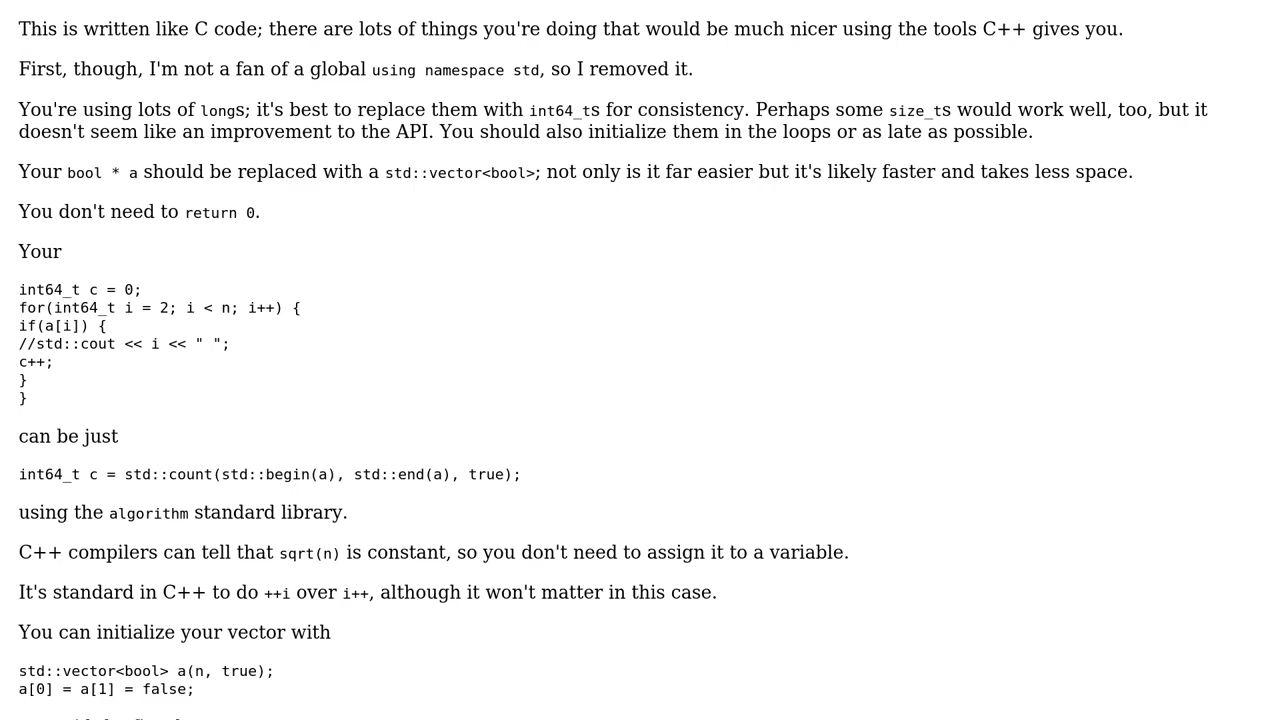 This is written like C code; there are lots of things you're doing that would be much nicer using the tools C++ gives you.
First, though, I'm not a fan of a global using namespace std, so I removed it.
You're using lots of longs; it's best to replace them with int64_ts for consistency. Perhaps some size_ts would work well, too, but it
doesn't seem like an improvement to the API. You should also initialize them in the loops or as late as possible.
Your bool * a should be replaced with a std::vector<bool>; not only is it far easier but it's likely faster and takes less space.
You don't need to return 0.
Your
int64_t c = 0;
for(int64_t i = 2; i < n; i++) {
if(a[i]) {
//std::cout << i << " ";
c++;
}
}
can be just
int64_t c = std::count(std::begin(a), std::end(a), true);
using the algorithm standard library.
C++ compilers can tell that sqrt(n) is constant, so you don't need to assign it to a variable.
It's standard in C++ to do ++i over i++, although it won't matter in this case.
You can initialize your vector with
std::vector<bool> a(n, true);
a[0] = a[1] = false;